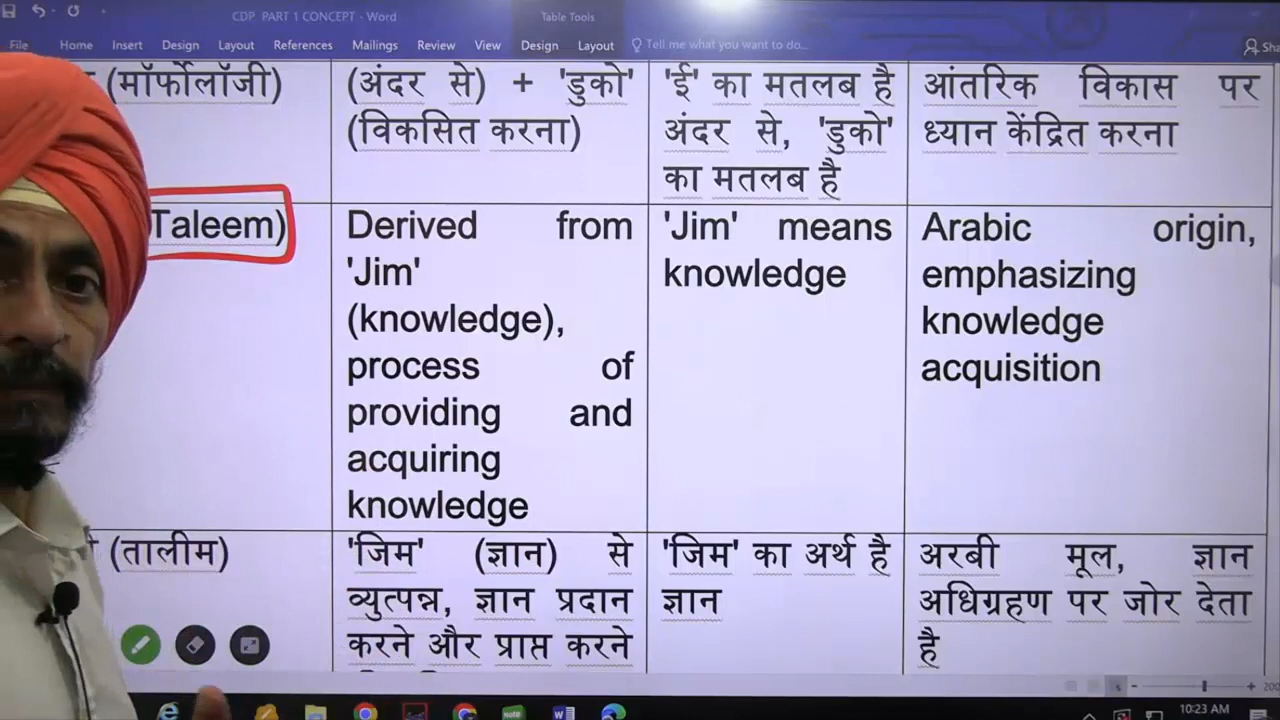 CDP PART 1 CONCEPT - Word
Table Tools
File Home Insert Design Layout References Mailings Review View Design Layout Tell me what you want to do... Sha
(मॉर्फोलॉजी)
(अंदर से) + 'डुको'
(विकसित करना)
'ई' का मतलब है
अंदर से, 'डुको'
का मतलब है
आंतरिक विकास पर
ध्यान केंद्रित करना
Taleem)
Derived from
'Jim'
(knowledge),
process of
providing and
acquiring
knowledge
'Jim' means
knowledge
Arabic origin,
emphasizing
knowledge
acquisition
(तालीम)
'जिम' (ज्ञान) से
व्युत्पन्न, ज्ञान प्रदान
करने और प्राप्त करने
'जिम' का अर्थ है
ज्ञान
अरबी मूल, ज्ञान
अधिग्रहण पर जोर देता
है
200
10:23 AM